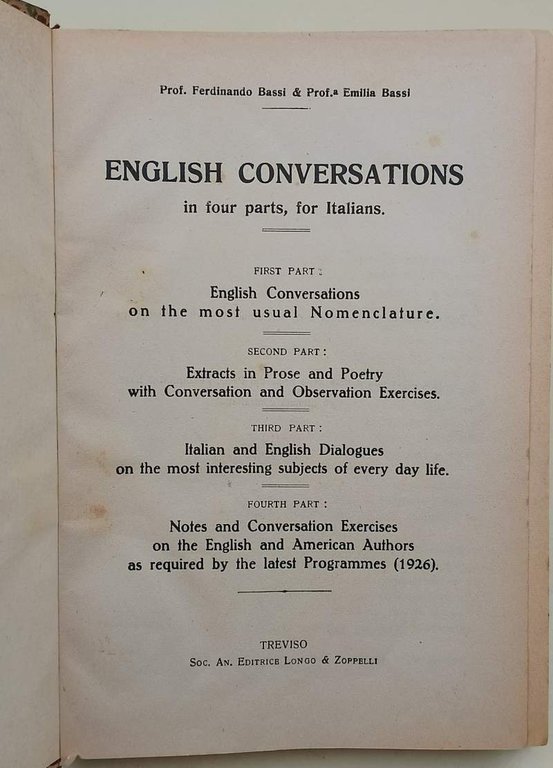 Prof. Ferdinando Bassi & Prof.ª Emilia Bassi
ENGLISH CONVERSATIONS
in four parts, for Italians.
FIRST PART :
English Conversations
on the most usual Nomenclature.
SECOND PART :
Extracts in Prose and Poetry
with Conversation and Observation Exercises.
THIRD PART :
Italian and English Dialogues
on the most interesting subjects of every day life.
FOURTH PART :
Notes and Conversation Exercises
on the English and American Authors
as required by the latest Programmes (1926).
TREVISO
Soc. An. Editrice Longo & Zoppelli